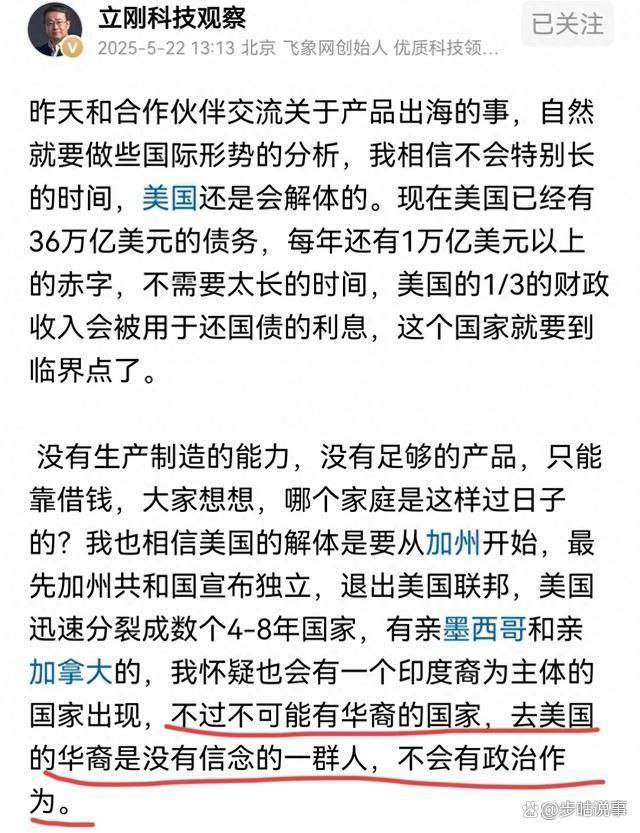 立刚科技观察
已关注
V
2025-5-22 13:13 北京 飞象网创始人 优质科技领...
昨天和合作伙伴交流关于产品出海的事，自然
就要做些国际形势的分析，我相信不会特别长
的时间，美国还是会解体的。现在美国已经有
36万亿美元的债务，每年还有1万亿美元以上
的赤字，不需要太长的时间，美国的1/3的财政
收入会被用于还国债的利息，这个国家就要到
临界点了。
没有生产制造的能力，没有足够的产品，只能
靠借钱，大家想想，哪个家庭是这样过日子
的？我也相信美国的解体是要从加州开始，最
先加州共和国宣布独立，退出美国联邦，美国
迅速分裂成数个4-8年国家，有亲墨西哥和亲
加拿大的，我怀疑也会有一个印度裔为主体的
国家出现，不过不可能有华裔的国家，去美国
的华裔是没有信念的一群人，不会有政治作
为。
@步咕说事